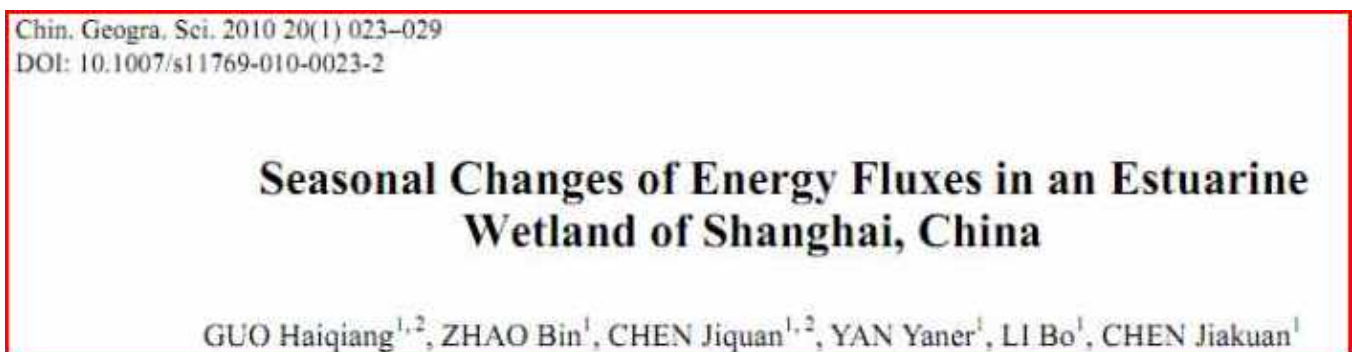 Chin. Geogra. Sci. 2010 20(1) 023–029
DOI: 10.1007/s11769-010-0023-2
Seasonal Changes of Energy Fluxes in an Estuarine
Wetland of Shanghai, China
GUO Haiqiang1, 2, ZHAO Bin1, CHEN Jiquan1, 2, YAN Yaner1, LI Bo1, CHEN Jiakuan1